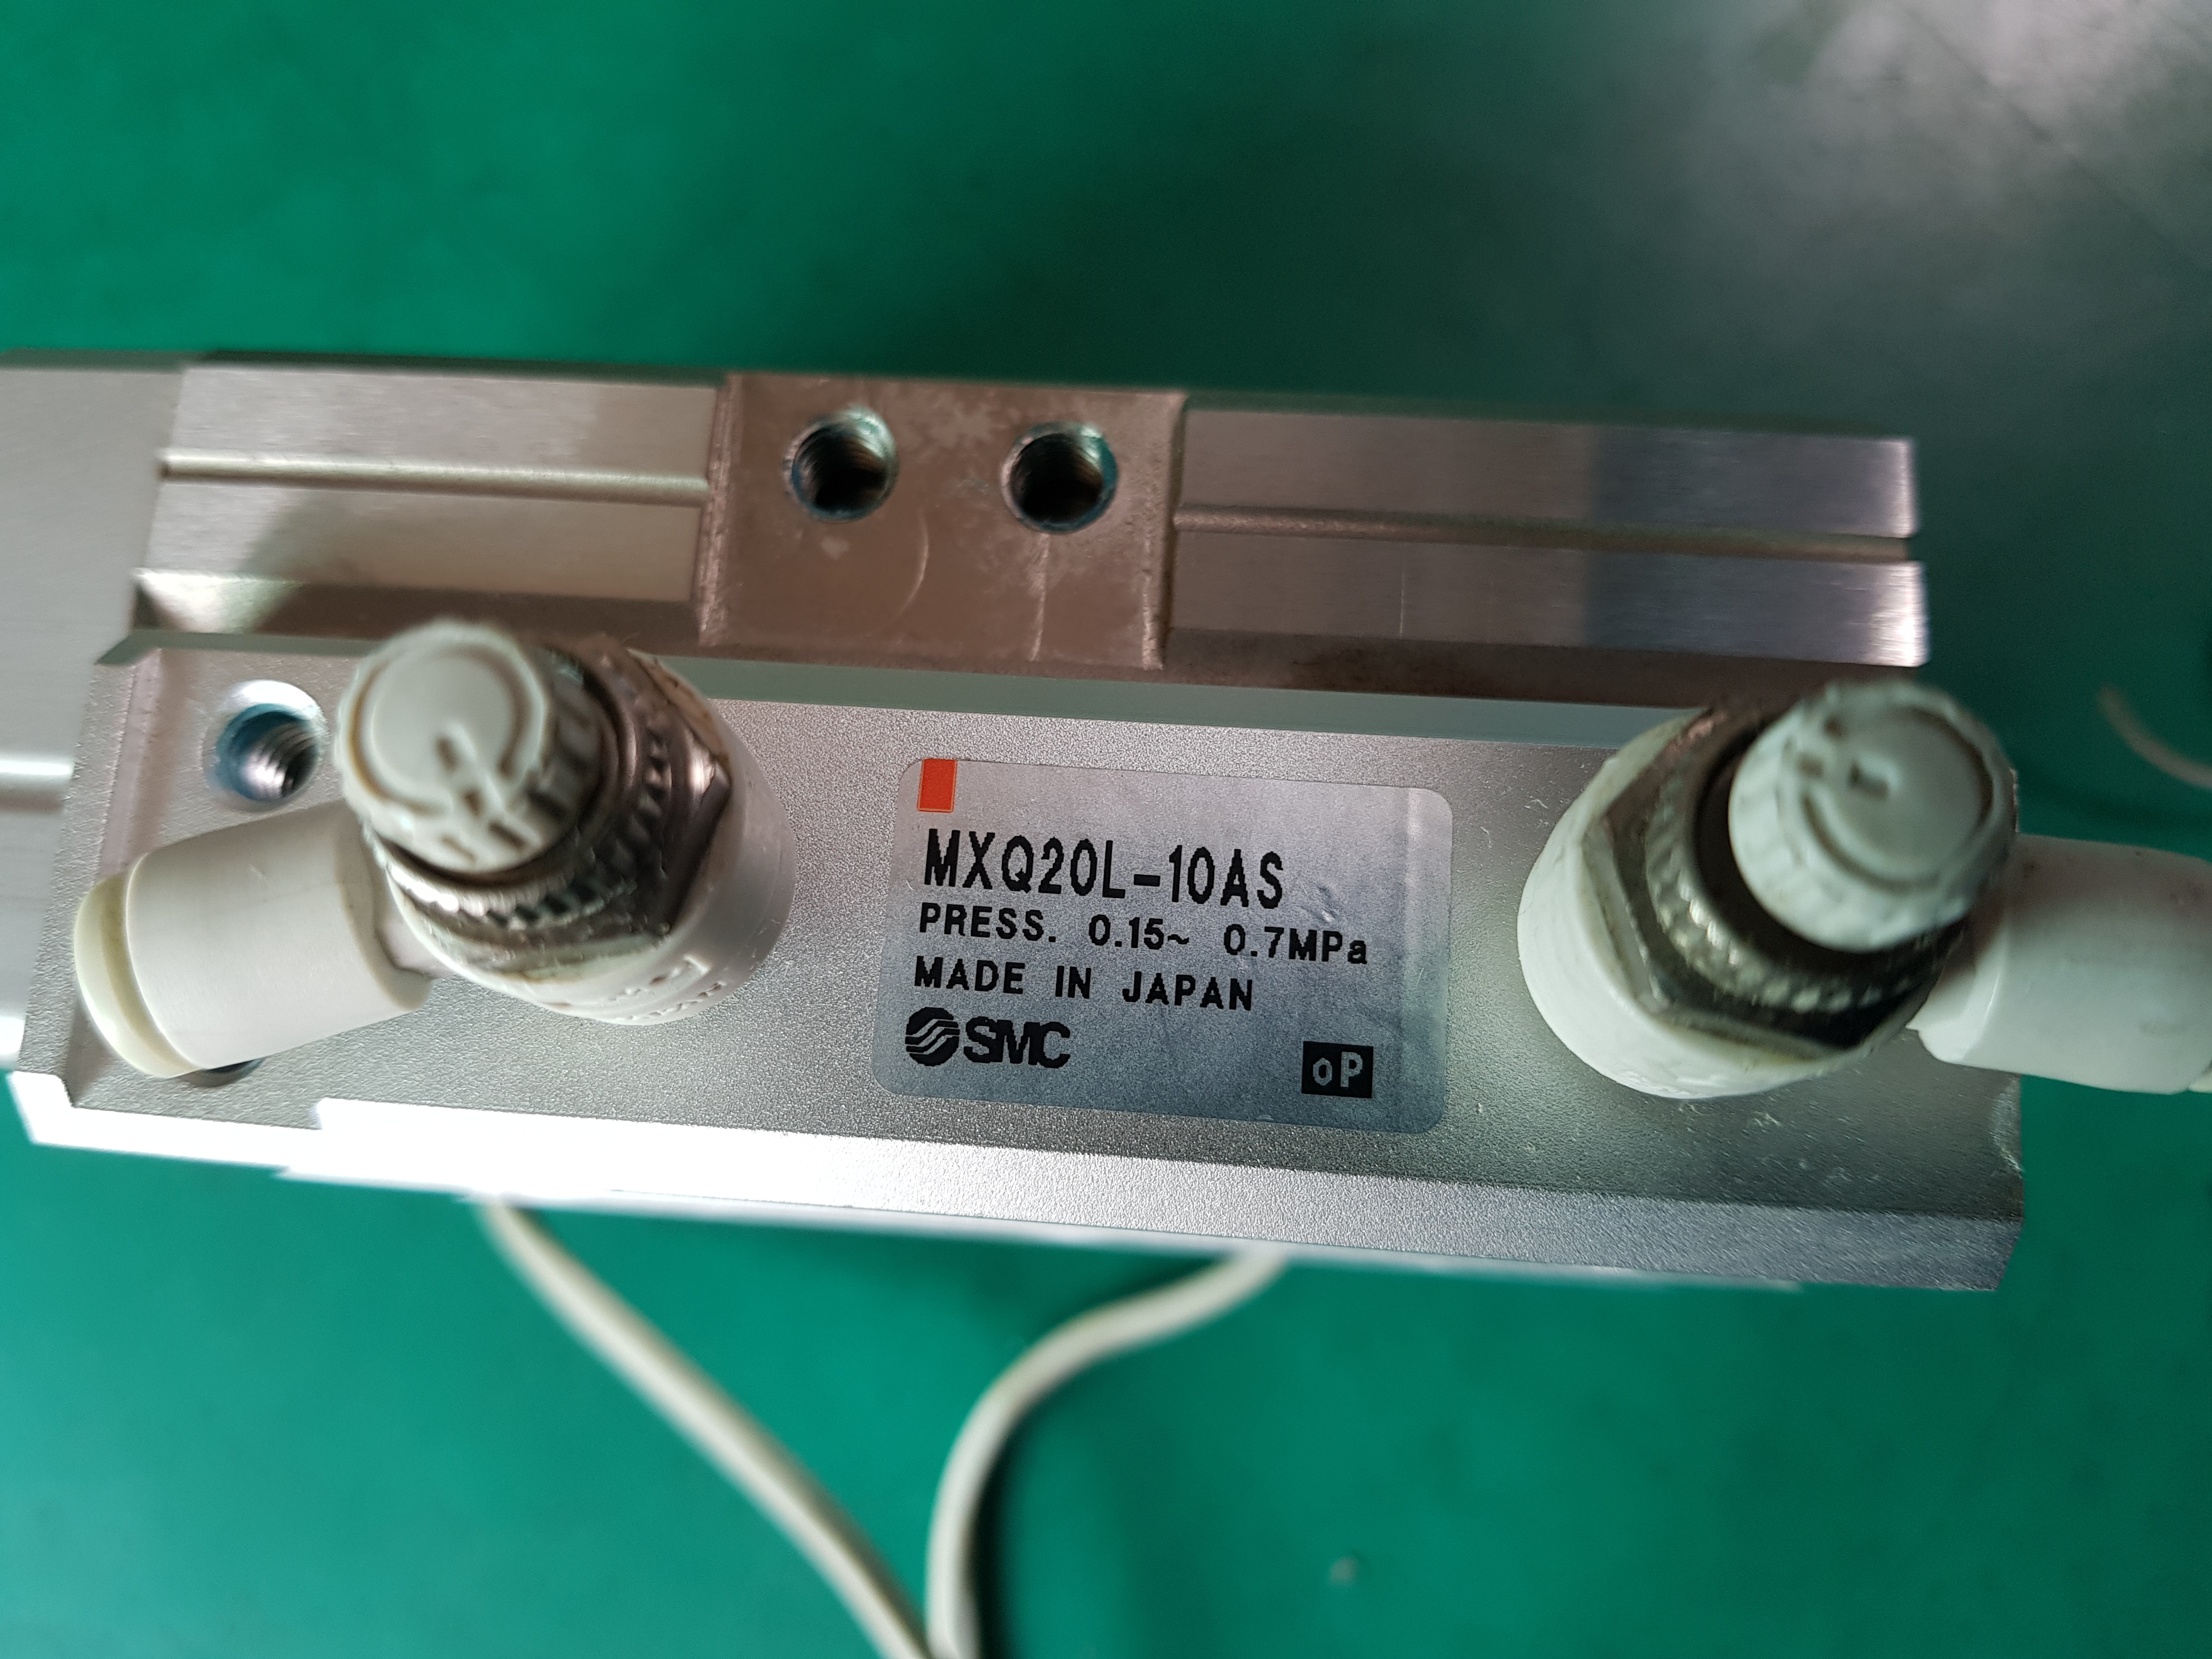 MXQ20L-10AS
PRESS. 0.15~ 0.7MPa
MADE IN JAPAN
SMC
oP